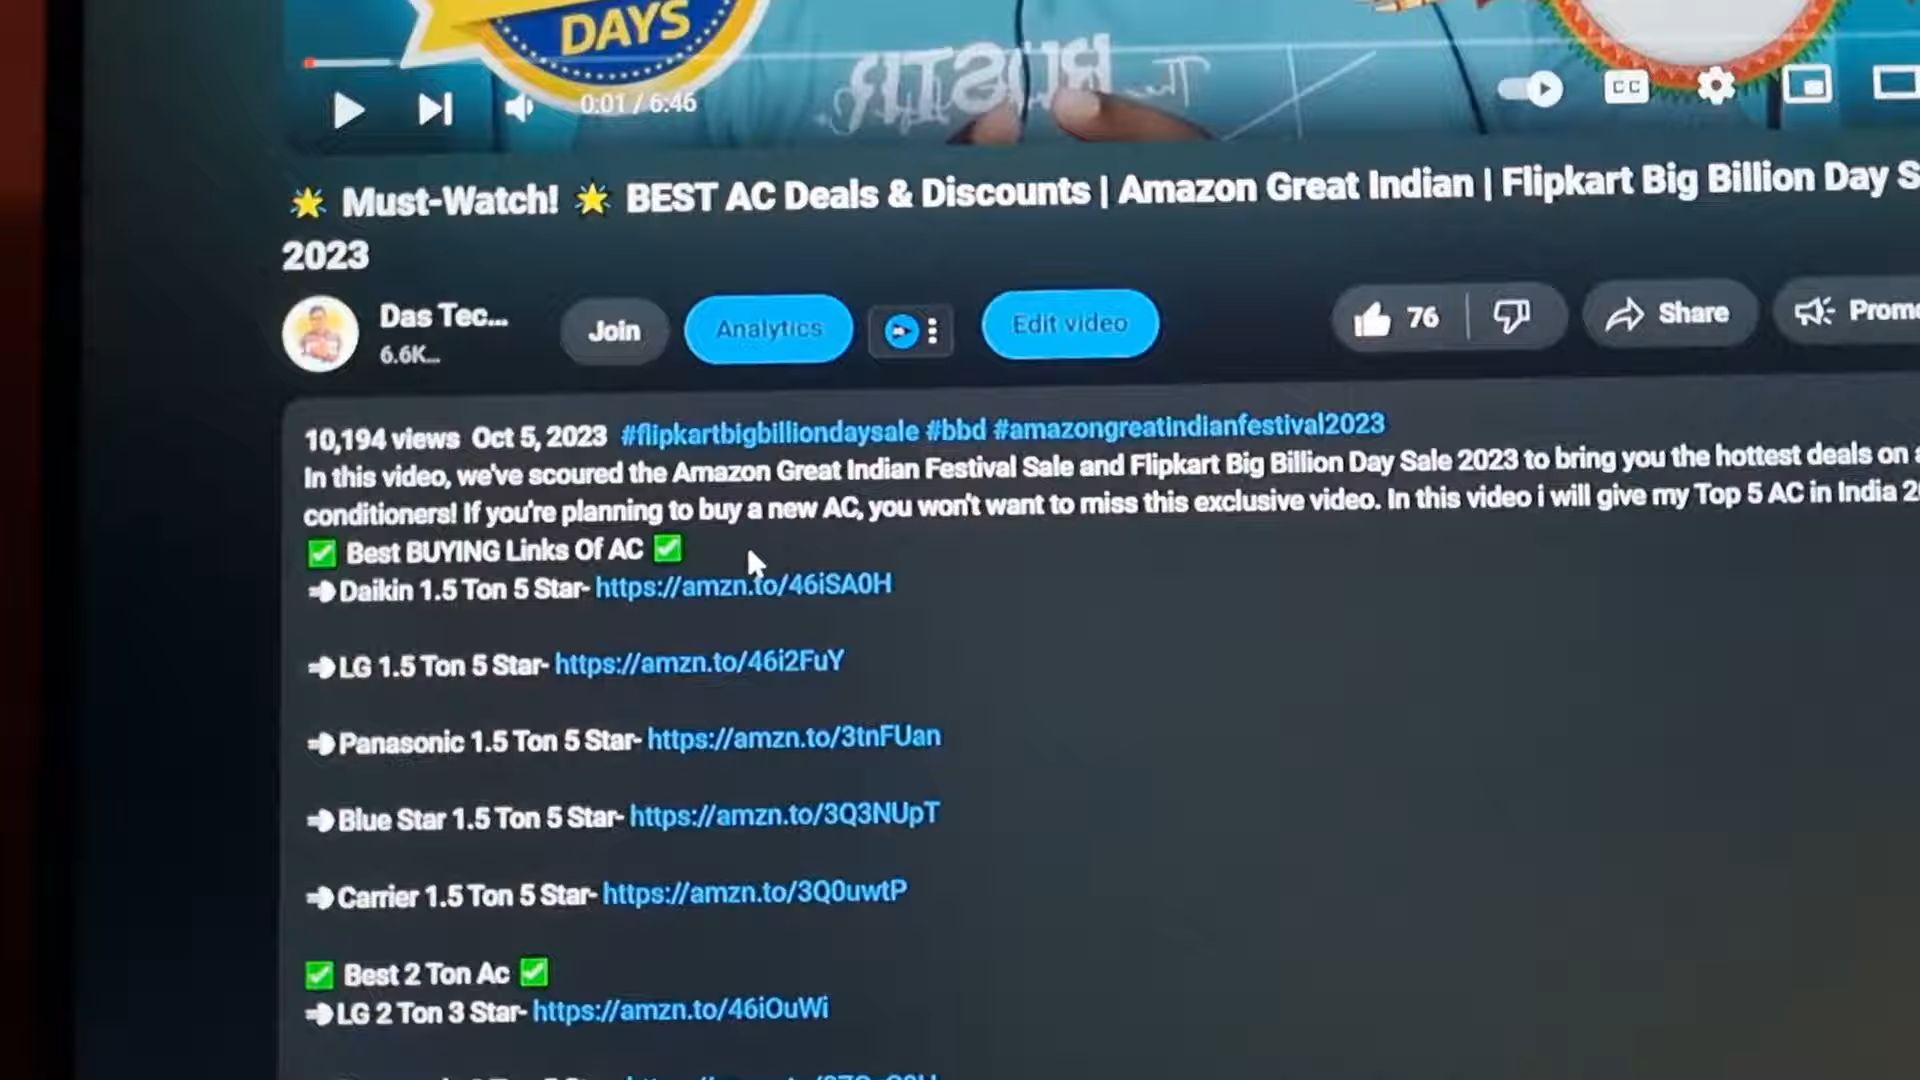 DAYS
0:01 / 6:46
CC
🌟 Must-Watch! 🌟 BEST AC Deals & Discounts | Amazon Great Indian | Flipkart Big Billion Day S
2023
Das Tec...
6.6K...
Join
Analytics
Edit video
76
Share
Promo
10,194 views Oct 5, 2023 #flipkartbigbilliondaysale #bbd #amazongreatindianfestival2023
In this video, we've scoured the Amazon Great Indian Festival Sale and Flipkart Big Billion Day Sale 2023 to bring you the hottest deals on a
conditioners! If you're planning to buy a new AC, you won't want to miss this exclusive video. In this video i will give my Top 5 AC in India 2
✅ Best BUYING Links Of AC ✅
➩Daikin 1.5 Ton 5 Star- https://amzn.to/46iSA0H
➩LG 1.5 Ton 5 Star- https://amzn.to/46i2FuY
➩Panasonic 1.5 Ton 5 Star- https://amzn.to/3tnFUan
➩Blue Star 1.5 Ton 5 Star- https://amzn.to/3Q3NUpT
➩Carrier 1.5 Ton 5 Star- https://amzn.to/3Q0uwtP
✅ Best 2 Ton Ac ✅
➩LG 2 Ton 3 Star- https://amzn.to/46iOuWi